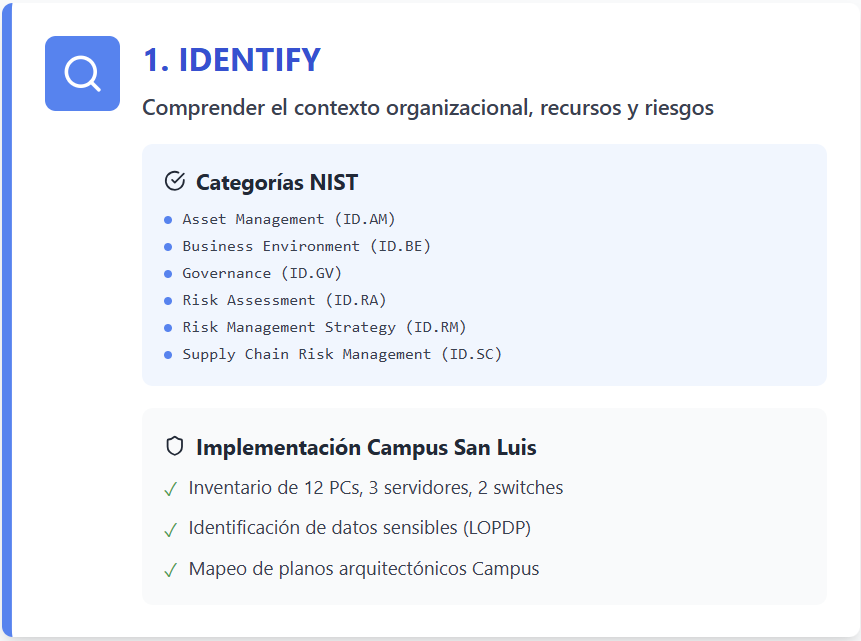 1. IDENTIFY
Comprender el contexto organizacional, recursos y riesgos
Categorías NIST
Asset Management (ID.AM)
Business Environment (ID.BE)
Governance (ID.GV)
Risk Assessment (ID.RA)
Risk Management Strategy (ID.RM)
Supply Chain Risk Management (ID.SC)
Implementación Campus San Luis
✓ Inventario de 12 PCs, 3 servidores, 2 switches
✓ Identificación de datos sensibles (LOPDP)
✓ Mapeo de planos arquitectónicos Campus